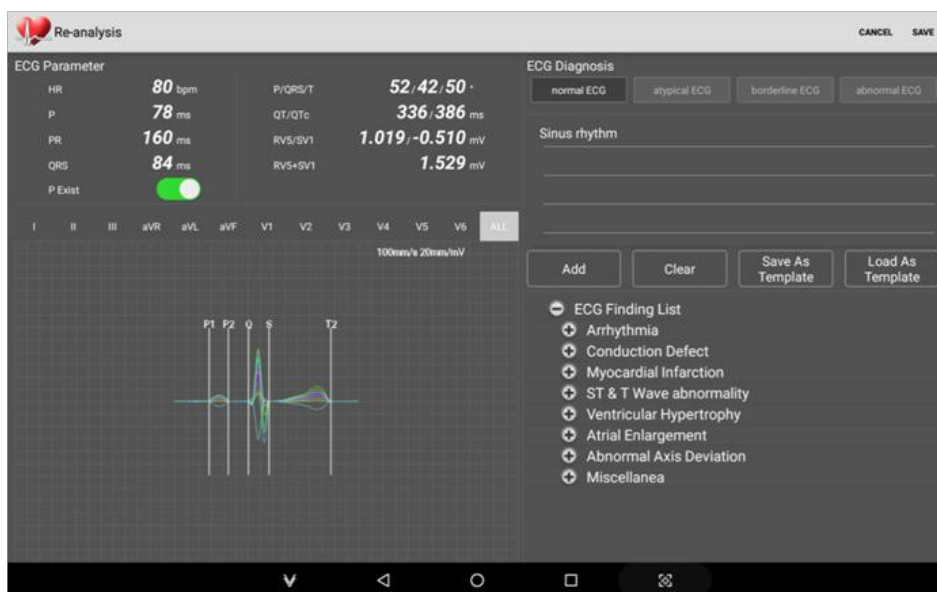 Re-analysis
CANCEL SAVE
ECG Parameter
HR 80 bpm
P 78 ms
PR 160 ms
QRS 84 ms
P Exist
P/QRS/T 52/42/50 °
QT/QTc 336/386 ms
RV5/SV1 1.019/-0.510 mV
RV5+SV1 1.529 mV
I II III aVR aVL aVF V1 V2 V3 V4 V5 V6 ALL
100mm/s 20mm/mV
P1 P2 Q S T2
ECG Diagnosis
normal ECG atypical ECG borderline ECG abnormal ECG
Sinus rhythm
Add Clear Save As Template Load As Template
ECG Finding List
Arrhythmia
Conduction Defect
Myocardial Infarction
ST & T Wave abnormality
Ventricular Hypertrophy
Atrial Enlargement
Abnormal Axis Deviation
Miscellanea